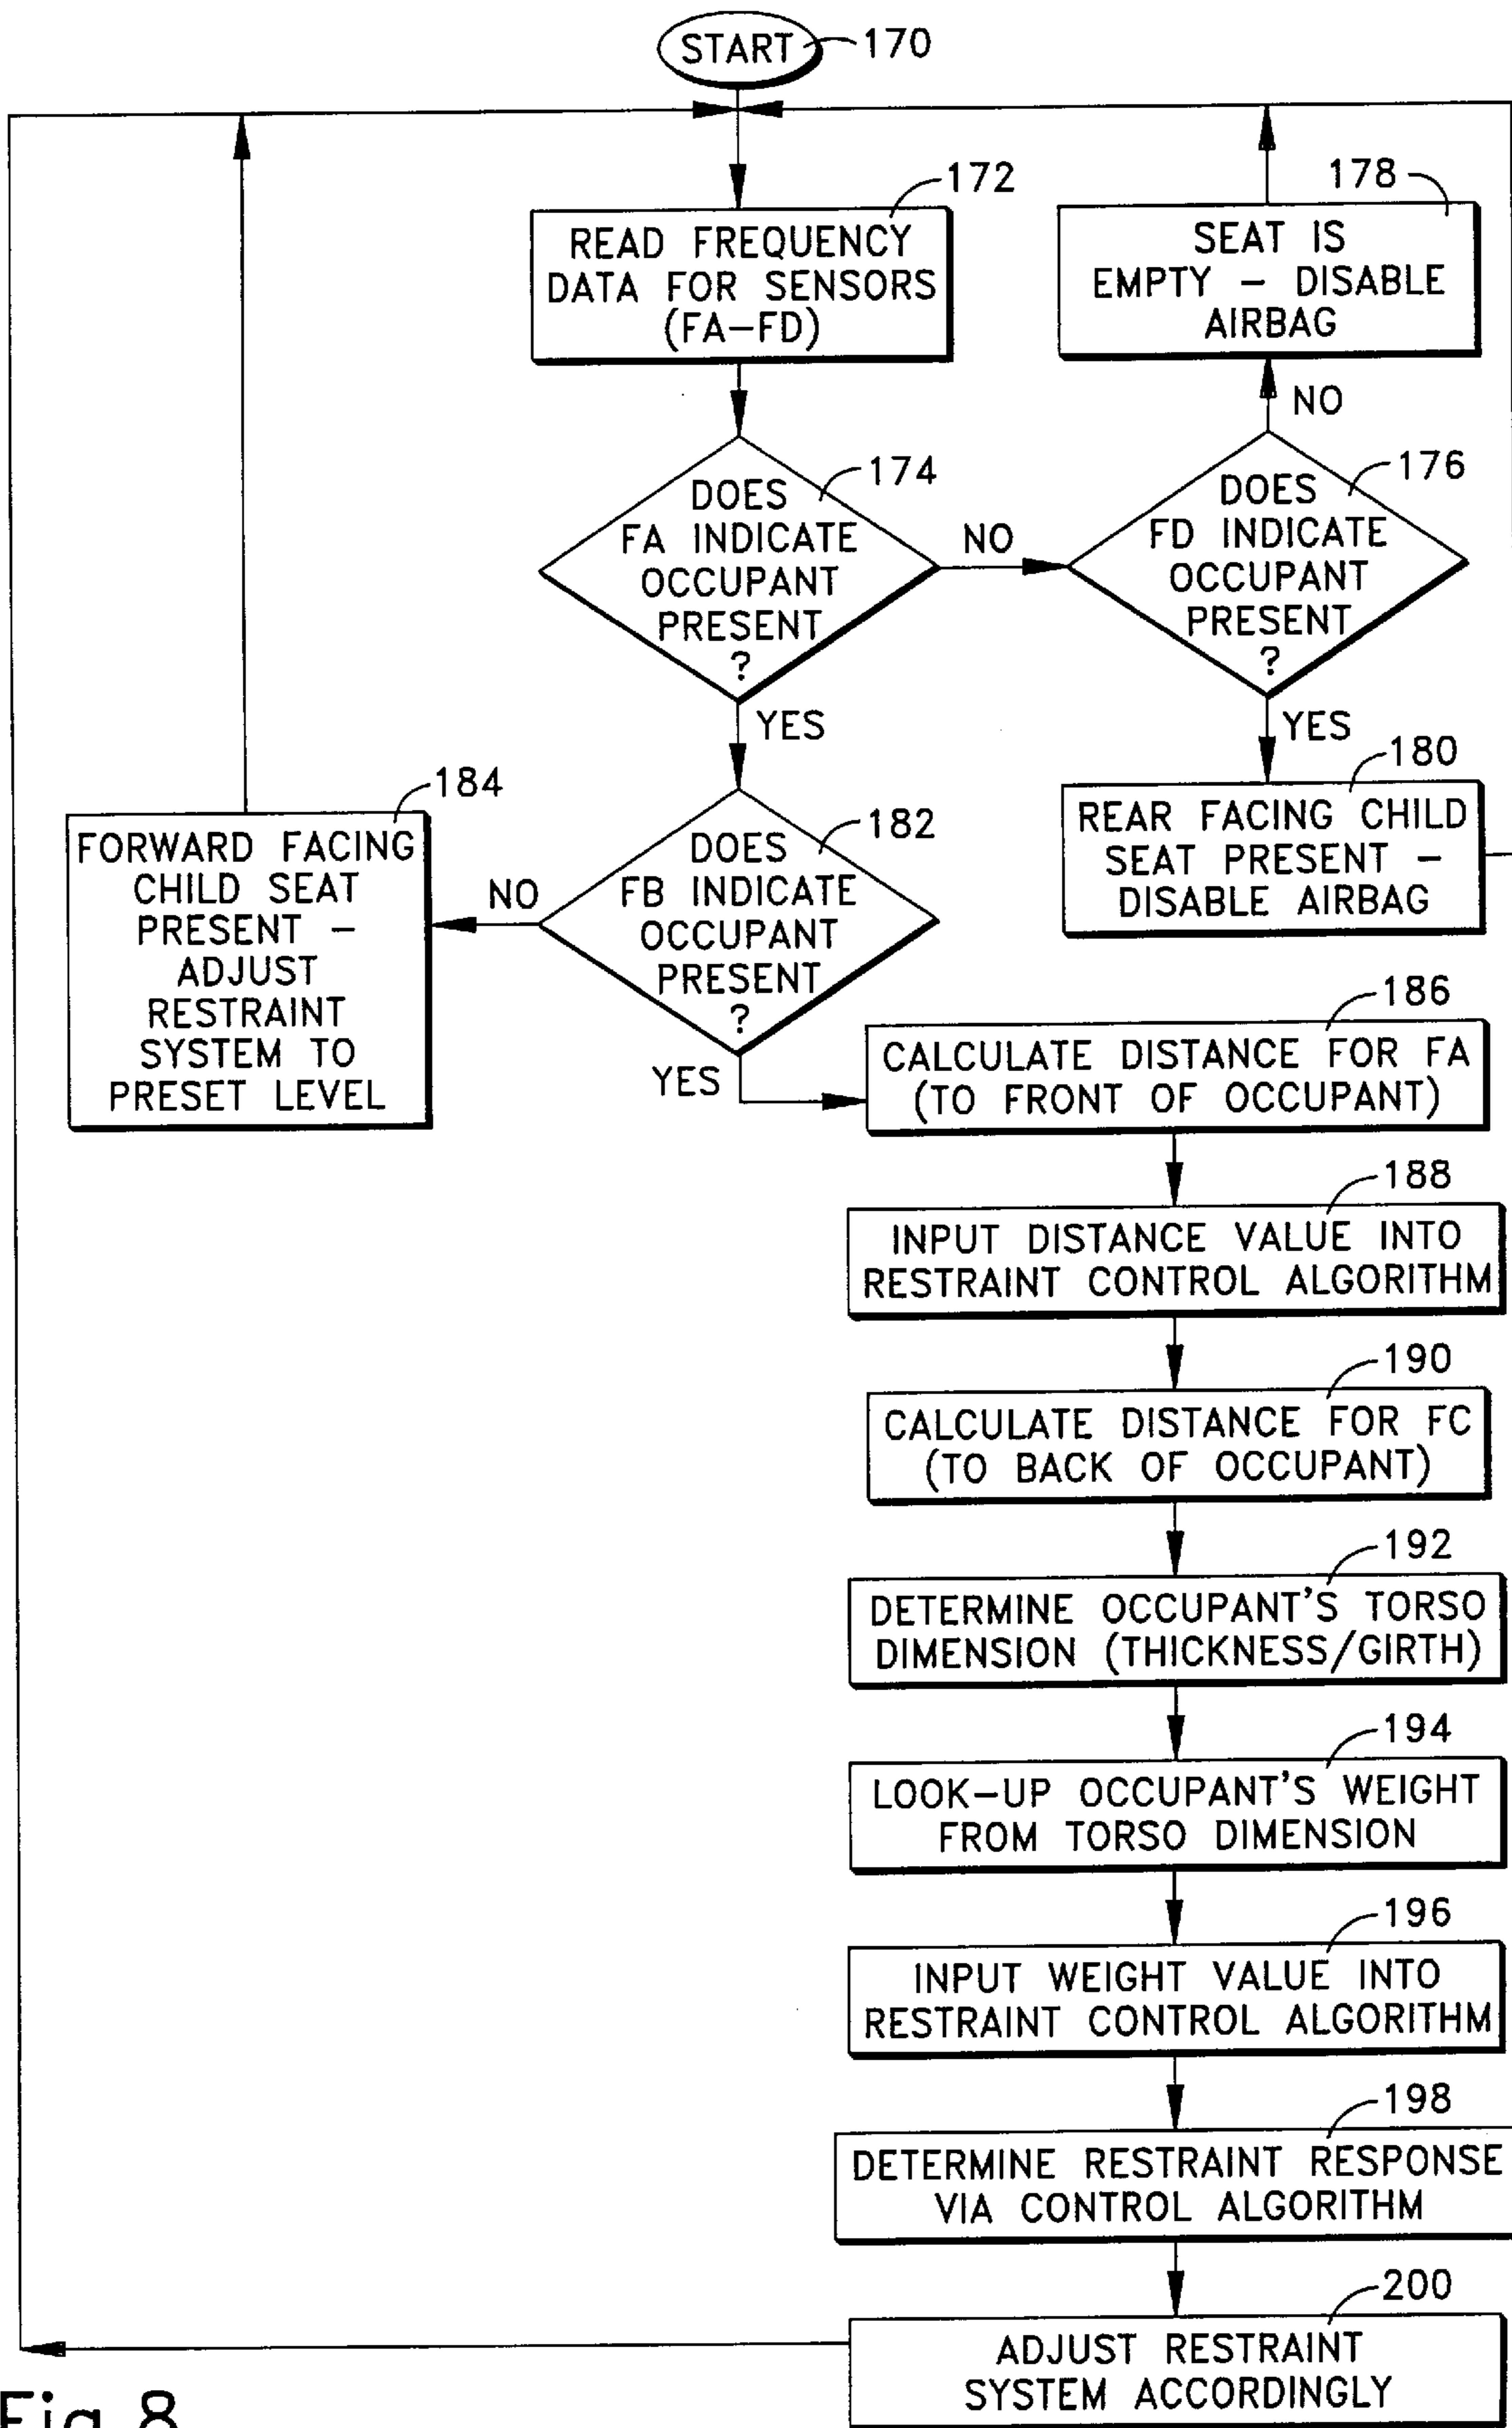 START
170
172
READ FREQUENCY
DATA FOR SENSORS
(FA-FD)
178
SEAT IS
EMPTY - DISABLE
AIRBAG
NO
174
DOES
FA INDICATE
OCCUPANT
PRESENT
?
NO
176
DOES
FD INDICATE
OCCUPANT
PRESENT
?
YES
YES
180
REAR FACING CHILD
SEAT PRESENT -
DISABLE AIRBAG
184
FORWARD FACING
CHILD SEAT
PRESENT -
ADJUST
RESTRAINT
SYSTEM TO
PRESET LEVEL
NO
182
DOES
FB INDICATE
OCCUPANT
PRESENT
?
YES
186
CALCULATE DISTANCE FOR FA
(TO FRONT OF OCCUPANT)
188
INPUT DISTANCE VALUE INTO
RESTRAINT CONTROL ALGORITHM
190
CALCULATE DISTANCE FOR FC
(TO BACK OF OCCUPANT)
192
DETERMINE OCCUPANT'S TORSO
DIMENSION (THICKNESS/GIRTH)
194
LOOK-UP OCCUPANT'S WEIGHT
FROM TORSO DIMENSION
196
INPUT WEIGHT VALUE INTO
RESTRAINT CONTROL ALGORITHM
198
DETERMINE RESTRAINT RESPONSE
VIA CONTROL ALGORITHM
200
ADJUST RESTRAINT
SYSTEM ACCORDINGLY
Fig.8